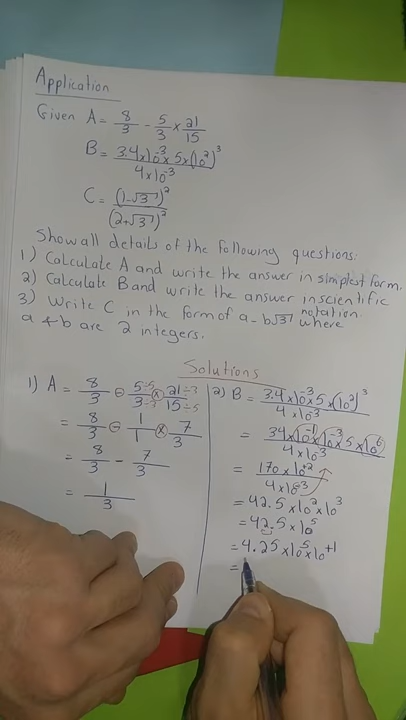 Application
Given A = 8/3 - 5/3 × 21/15
B = (3.4×10⁻³×5×(10²)³)/(4×10⁻³)
C = (1-√3)²/(2+√3)²
Show all details of the following questions:
1) Calculate A and write the answer in simplest form.
2) Calculate B and write the answer in scientific notation.
3) Write C in the form of a - b√3 where
a & b are 2 integers.
Solutions
1) A = 8/3 ⊖ 5÷5/3÷3 ⊗ 21÷3/15÷5
= 8/3 ⊖ 1/1 ⊗ 7/3
= 8/3 - 7/3
= 1/3
2) B = (3.4×10⁻³×5×(10²)³)/(4×10⁻³)
= (34×10⁻¹×10⁻³×5×10⁶)/(4×10⁻³)
= (170×10⁺²)/(4×10⁻³)
= 42.5×10²×10³
= 42.5×10⁵
= 4.25×10⁵×10⁺¹
=